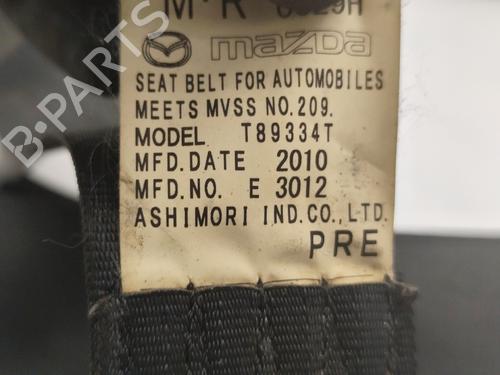 M·R
mazda
SEAT BELT FOR AUTOMOBILES
MEETS MVSS NO.209.
MODEL T89334T
MFD.DATE 2010
MFD.NO. E 3012
ASHIMORI IND.CO.,LTD.
PRE
B-PARTS